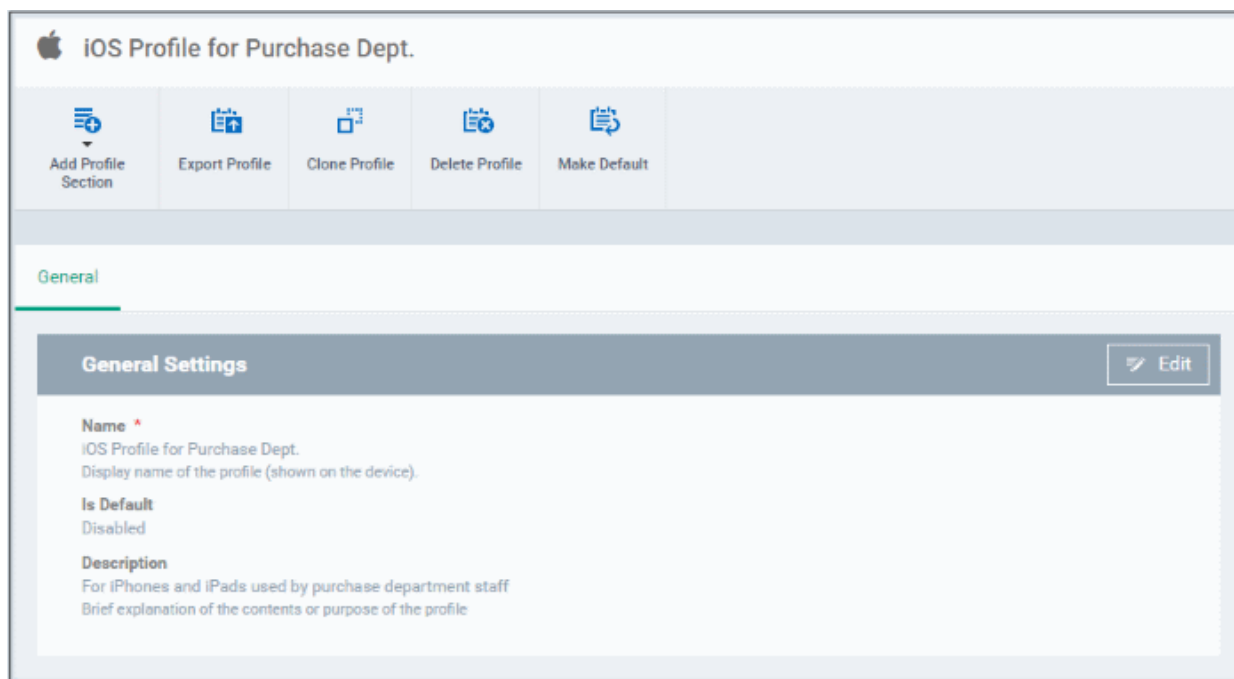 iOS Profile for Purchase Dept.
Add Profile
Section
Export Profile
Clone Profile
Delete Profile
Make Default
General
General Settings
Edit
Name *
iOS Profile for Purchase Dept.
Display name of the profile (shown on the device).
Is Default
Disabled
Description
For iPhones and iPads used by purchase department staff
Brief explanation of the contents or purpose of the profile